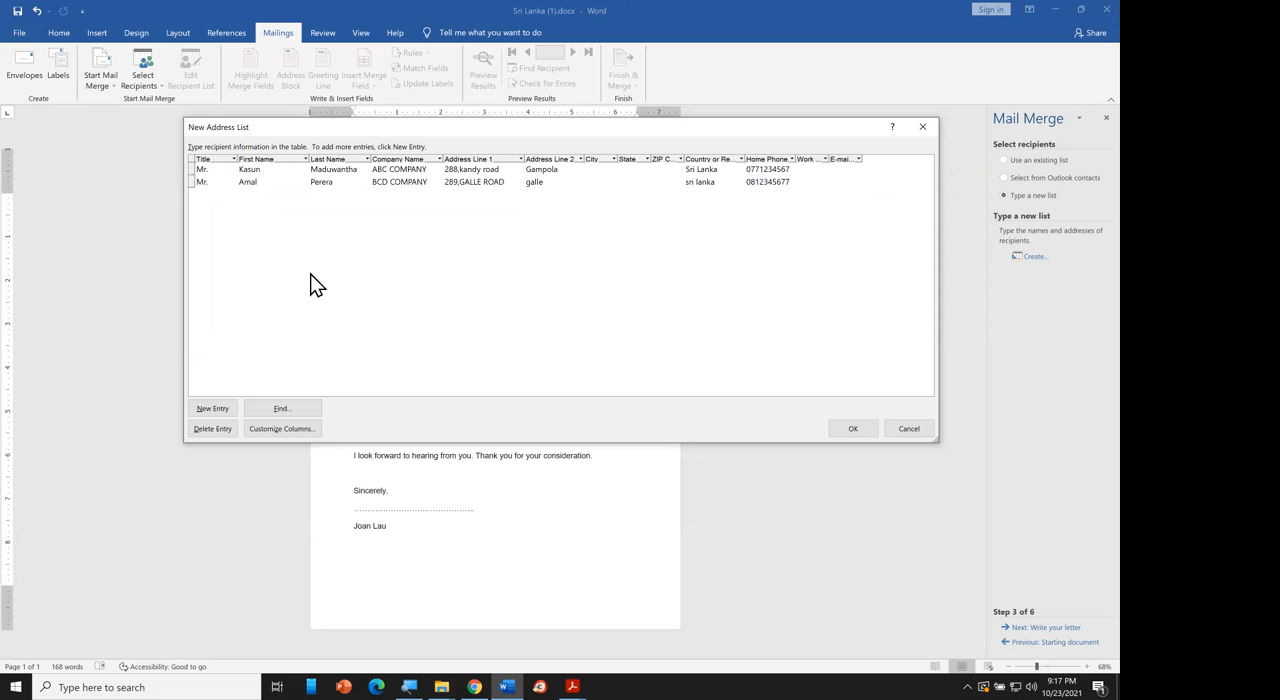 Sri Lanka (1).docx - Word
Sign in
File Home Insert Design Layout References Mailings Review View Help Tell me what you want to do Share
Envelopes Labels Start Mail Merge Select Recipients Edit Recipient List Highlight Merge Fields Address Block Greeting Line Insert Merge Field Rules Match Fields Update Labels Preview Results Find Recipient Check for Errors Finish & Merge
Create Start Mail Merge Write & Insert Fields Preview Results Finish
New Address List
Type recipient information in the table. To add more entries, click New Entry.
Title First Name Last Name Company Name Address Line 1 Address Line 2 City State ZIP C... Country or Re... Home Phone Work ... E-mai...
Mr. Kasun Maduwantha ABC COMPANY 288,kandy road Gampola Sri Lanka 0771234567
Mr. Amal Perera BCD COMPANY 289,GALLE ROAD galle sri lanka 0812345677
New Entry Find...
Delete Entry Customize Columns... OK Cancel
I look forward to hearing from you. Thank you for your consideration.
Sincerely,
Joan Lau
Mail Merge
Select recipients
Use an existing list
Select from Outlook contacts
Type a new list
Type a new list
Type the names and addresses of
recipients.
Create...
Step 3 of 6
Next: Write your letter
Previous: Starting document
Page 1 of 1 168 words Accessibility: Good to go 68%
Type here to search
9:17 PM
10/23/2021